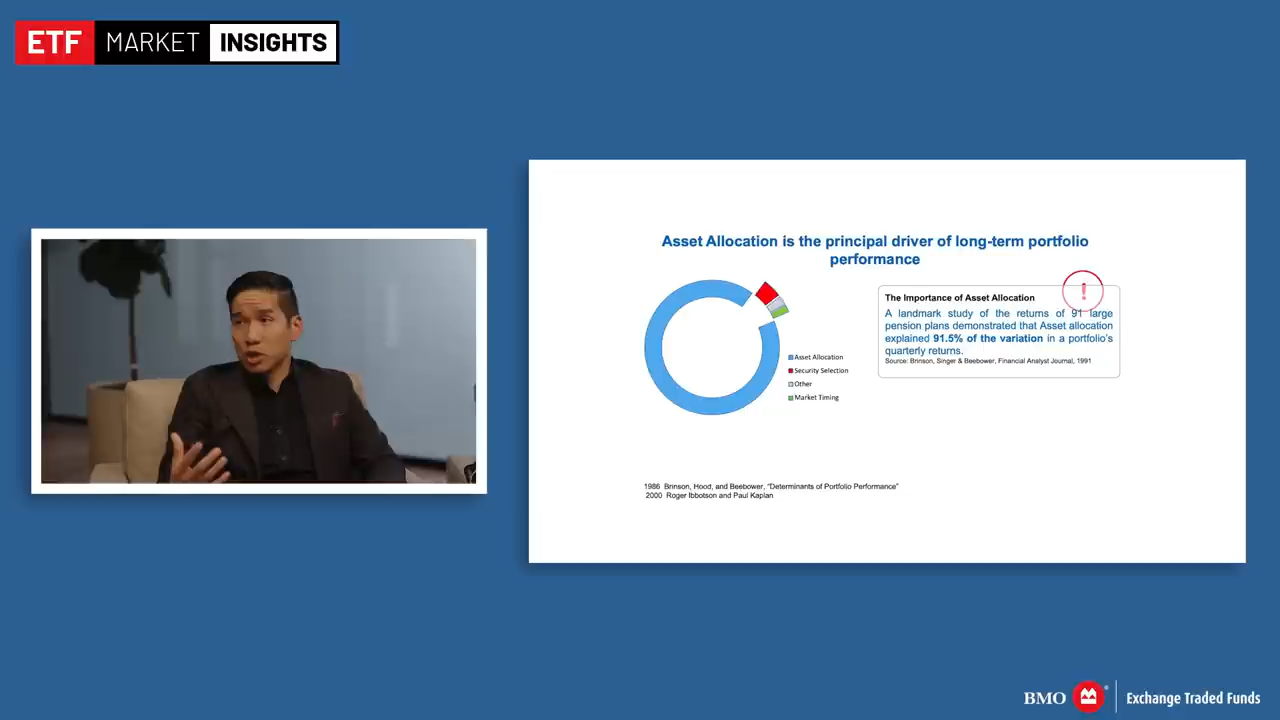 ETF MARKET INSIGHTS
Asset Allocation is the principal driver of long-term portfolio
performance
The Importance of Asset Allocation
A landmark study of the returns of 91 large
pension plans demonstrated that Asset allocation
explained 91.5% of the variation in a portfolio's
quarterly returns.
Source: Brinson, Singer & Beebower, Financial Analyst Journal, 1991
Asset Allocation
Security Selection
Other
Market Timing
1986 Brinson, Hood, and Beebower, "Determinants of Portfolio Performance"
2000 Roger Ibbotson and Paul Kaplan
BMO Exchange Traded Funds